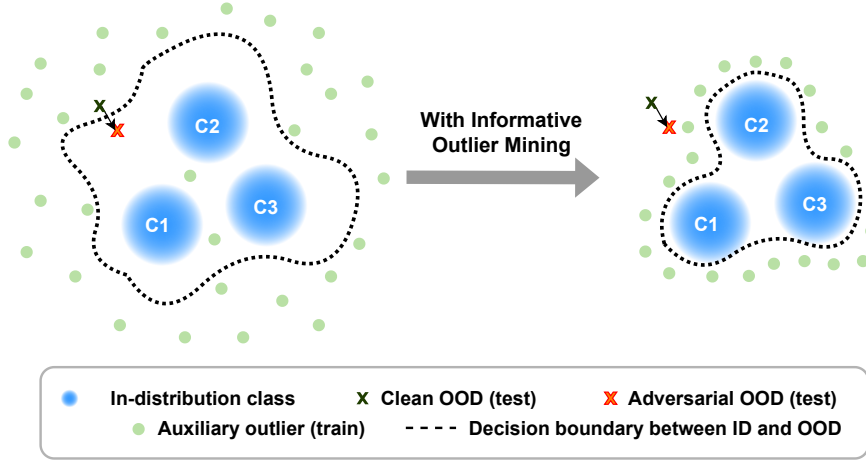 C2
C3
C1
With Informative
Outlier Mining
C2
C3
C1
In-distribution class
X Clean OOD (test)
X Adversarial OOD (test)
Auxiliary outlier (train)
Decision boundary between ID and OOD